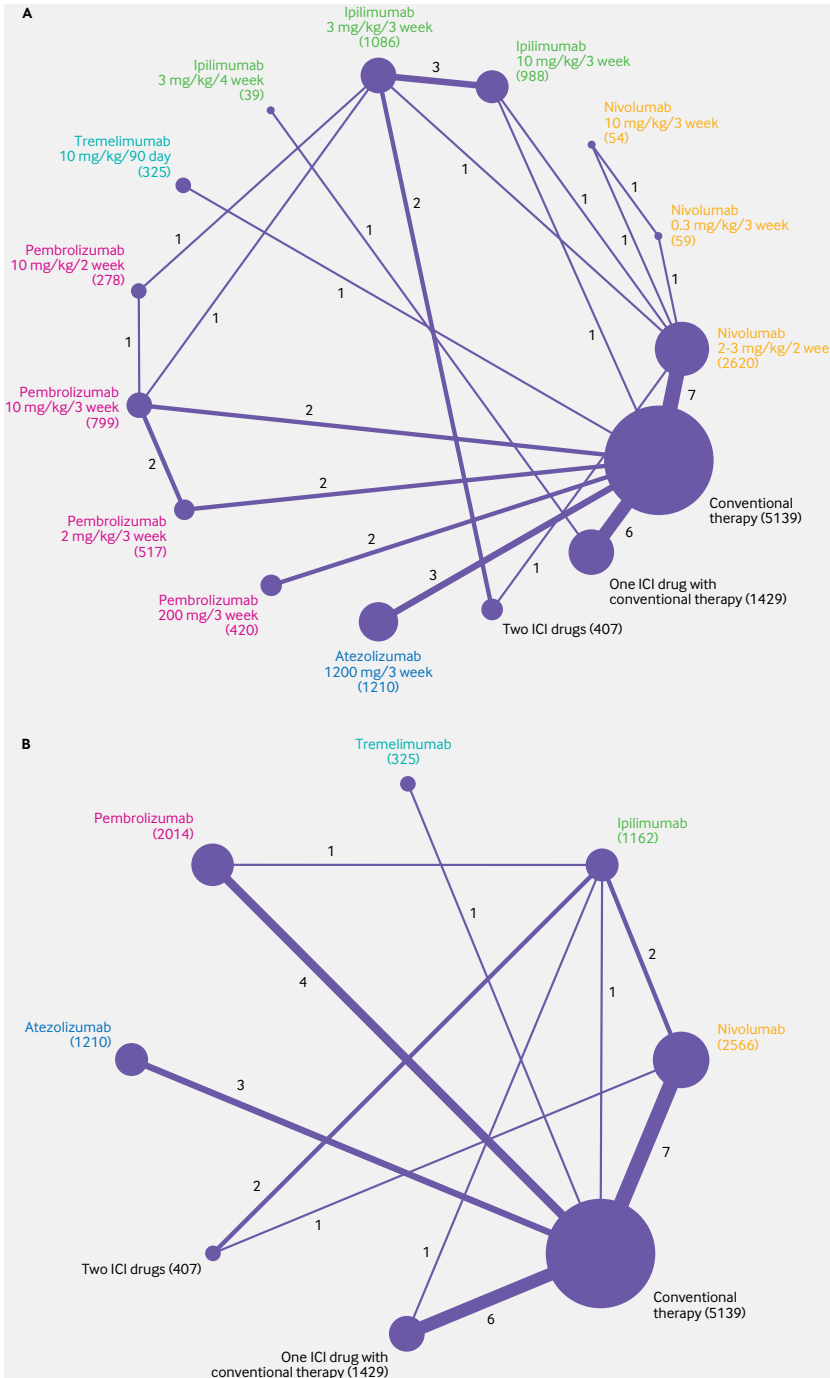 A
Ipilimumab
3 mg/kg/3 week
(1086)
Ipilimumab
10 mg/kg/3 week
(988)
Ipilimumab
3 mg/kg/4 week
(39)
Nivolumab
10 mg/kg/3 week
(54)
Tremelimumab
10 mg/kg/90 day
(325)
Nivolumab
0.3 mg/kg/3 week
(59)
Pembrolizumab
10 mg/kg/2 week
(278)
Nivolumab
2-3 mg/kg/2 wee
(2620)
Pembrolizumab
10 mg/kg/3 week
(799)
Pembrolizumab
2 mg/kg/3 week
(517)
Conventional
therapy (5139)
One ICI drug with
conventional therapy (1429)
Pembrolizumab
200 mg/3 week
(420)
Two ICI drugs (407)
Atezolizumab
1200 mg/3 week
(1210)
3
1
2
1
1
1
1
1
1
1
1
1
1
1
7
2
2
2
2
3
1
6
B
Tremelimumab
(325)
Pembrolizumab
(2014)
Ipilimumab
(1162)
Atezolizumab
(1210)
Nivolumab
(2566)
Two ICI drugs (407)
Conventional
therapy (5139)
One ICI drug with
conventional therapy (1429)
1
1
2
4
1
3
7
2
1
1
6